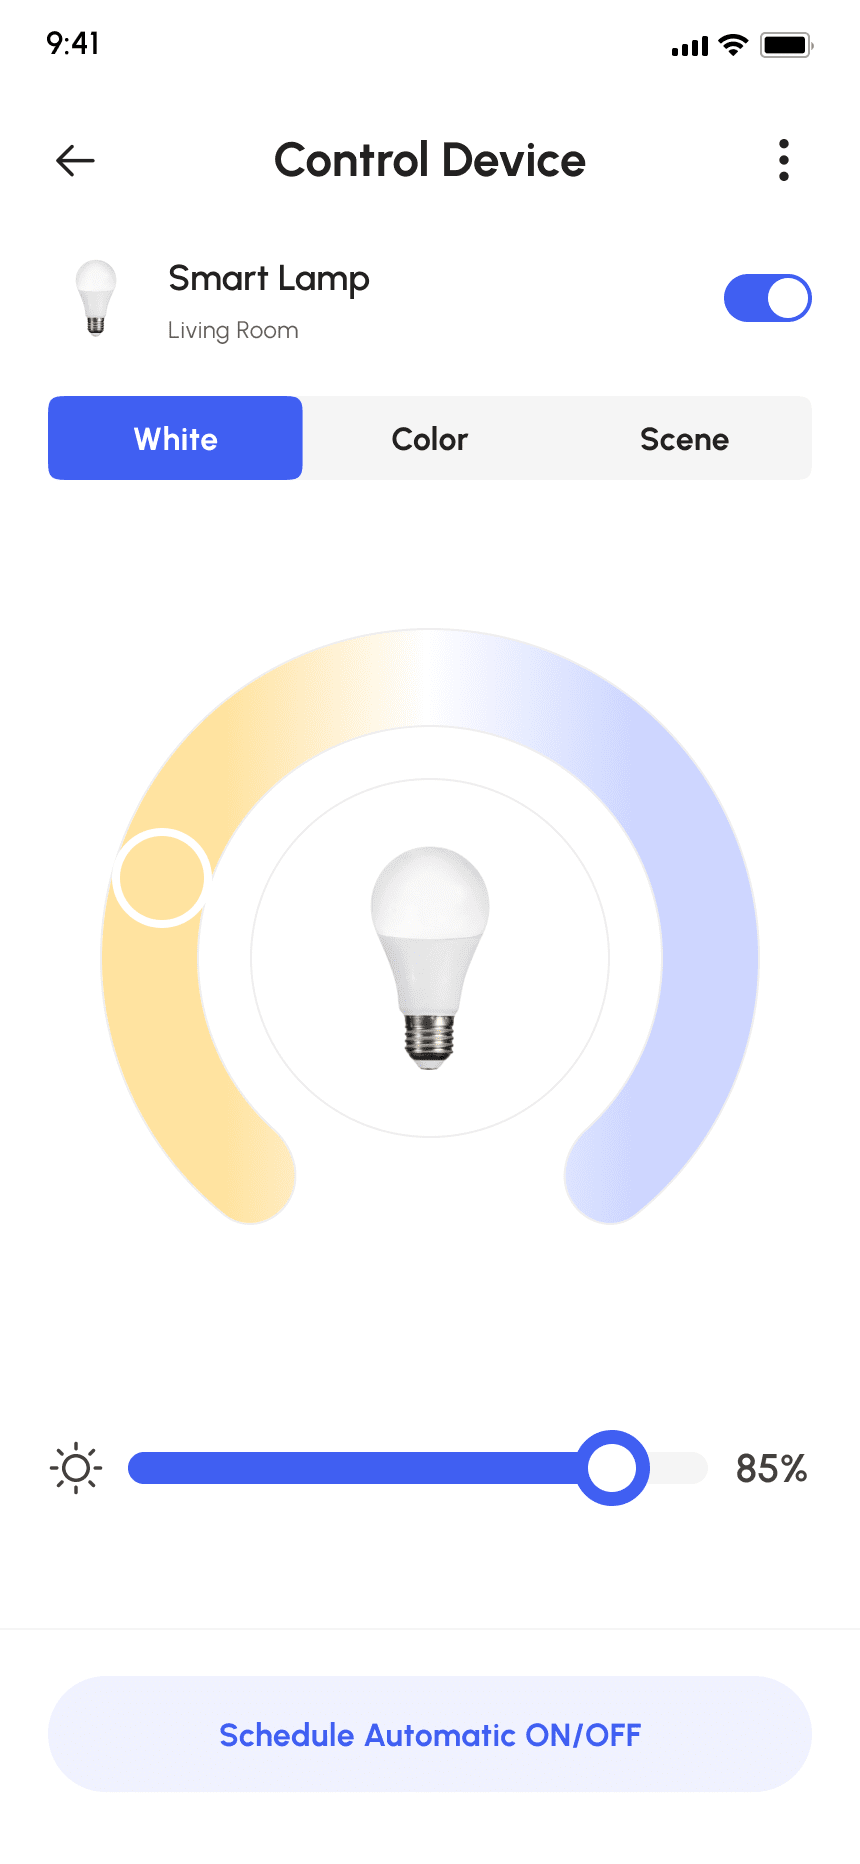 9:41
Control Device
Smart Lamp
Living Room
White Color Scene
85%
Schedule Automatic ON/OFF